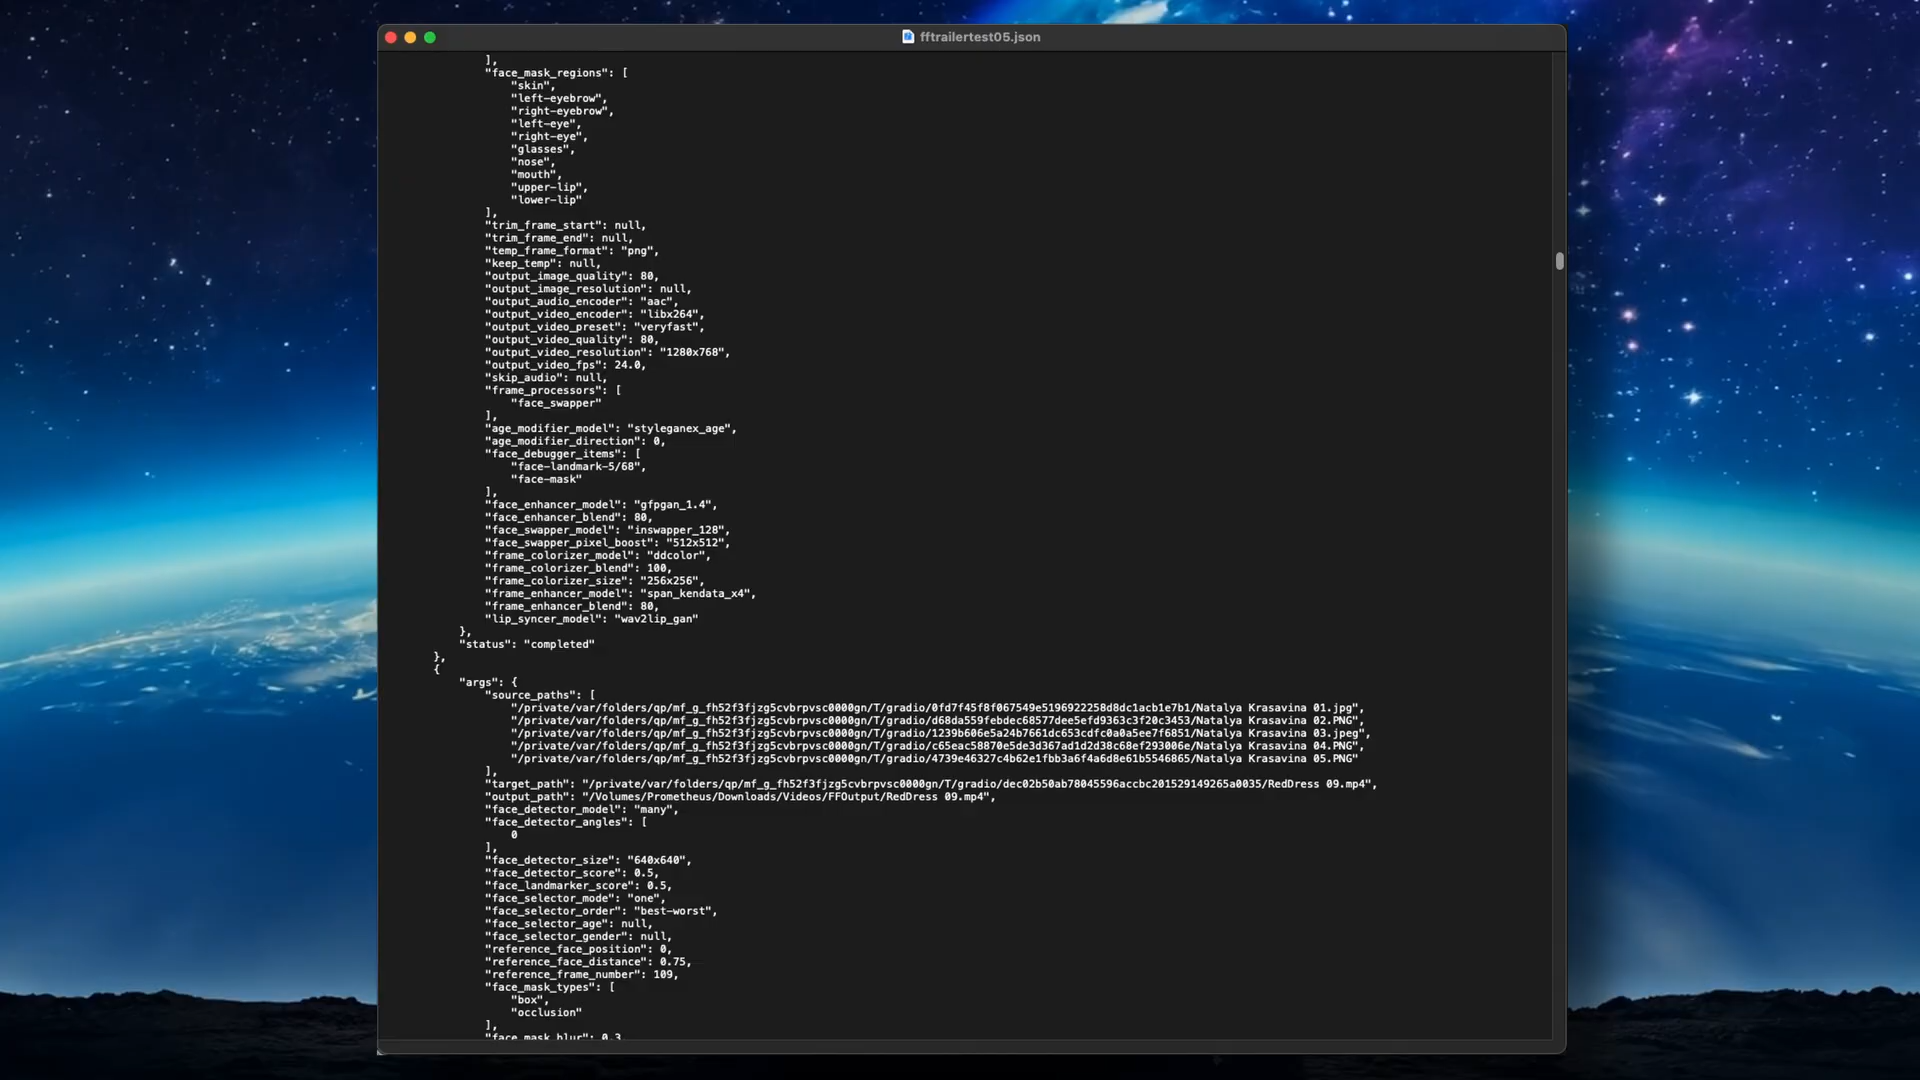 fftrailertest05.json
],
"face_mask_regions": [
"skin",
"left-eyebrow",
"right-eyebrow",
"left-eye",
"right-eye",
"glasses",
"nose",
"mouth",
"upper-lip",
"lower-lip"
],
"trim_frame_start": null,
"trim_frame_end": null,
"temp_frame_format": "png",
"keep_temp": null,
"output_image_quality": 80,
"output_image_resolution": null,
"output_audio_encoder": "aac",
"output_video_encoder": "libx264",
"output_video_preset": "veryfast",
"output_video_quality": 80,
"output_video_resolution": "1280x768",
"output_video_fps": 24.0,
"skip_audio": null,
"frame_processors": [
"face_swapper"
],
"age_modifier_model": "styleganex_age",
"age_modifier_direction": 0,
"face_debugger_items": [
"face-landmark-5/68",
"face-mask"
],
"face_enhancer_model": "gfpgan_1.4",
"face_enhancer_blend": 80,
"face_swapper_model": "inswapper_128",
"face_swapper_pixel_boost": "512x512",
"frame_colorizer_model": "ddcolor",
"frame_colorizer_blend": 100,
"frame_colorizer_size": "256x256",
"frame_enhancer_model": "span_kendata_x4",
"frame_enhancer_blend": 80,
"lip_syncer_model": "wav2lip_gan"
},
"status": "completed"
},
{
"args": {
"source_paths": [
"/private/var/folders/qp/mf_g_fh52f3fjzg5cvbrpvsc0000gn/T/gradio/0fd7f45f8f067549e5196922258d8dc1acb1e7b1/Natalya Krasavina 01.jpg",
"/private/var/folders/qp/mf_g_fh52f3fjzg5cvbrpvsc0000gn/T/gradio/d68da559febdec68577dee5efd9363c3f20c3453/Natalya Krasavina 02.PNG",
"/private/var/folders/qp/mf_g_fh52f3fjzg5cvbrpvsc0000gn/T/gradio/1239b606e5a24b7661dc653cdfc0a0a5ee7f6851/Natalya Krasavina 03.jpeg",
"/private/var/folders/qp/mf_g_fh52f3fjzg5cvbrpvsc0000gn/T/gradio/c65eac58870e5de3d367ad1d2d38c68ef293006e/Natalya Krasavina 04.PNG",
"/private/var/folders/qp/mf_g_fh52f3fjzg5cvbrpvsc0000gn/T/gradio/4739e46327c4b62e1fbb3a6f4a6d8e61b5546865/Natalya Krasavina 05.PNG"
],
"target_path": "/private/var/folders/qp/mf_g_fh52f3fjzg5cvbrpvsc0000gn/T/gradio/dec02b50ab78045596accbc201529149265a0035/RedDress 09.mp4",
"output_path": "/Volumes/Prometheus/Downloads/Videos/FFOutput/RedDress 09.mp4",
"face_detector_model": "many",
"face_detector_angles": [
0
],
"face_detector_size": "640x640",
"face_detector_score": 0.5,
"face_landmarker_score": 0.5,
"face_selector_mode": "one",
"face_selector_order": "best-worst",
"face_selector_age": null,
"face_selector_gender": null,
"reference_face_position": 0,
"reference_face_distance": 0.75,
"reference_frame_number": 109,
"face_mask_types": [
"box",
"occlusion"
],
"face_mask_blur": 0.3